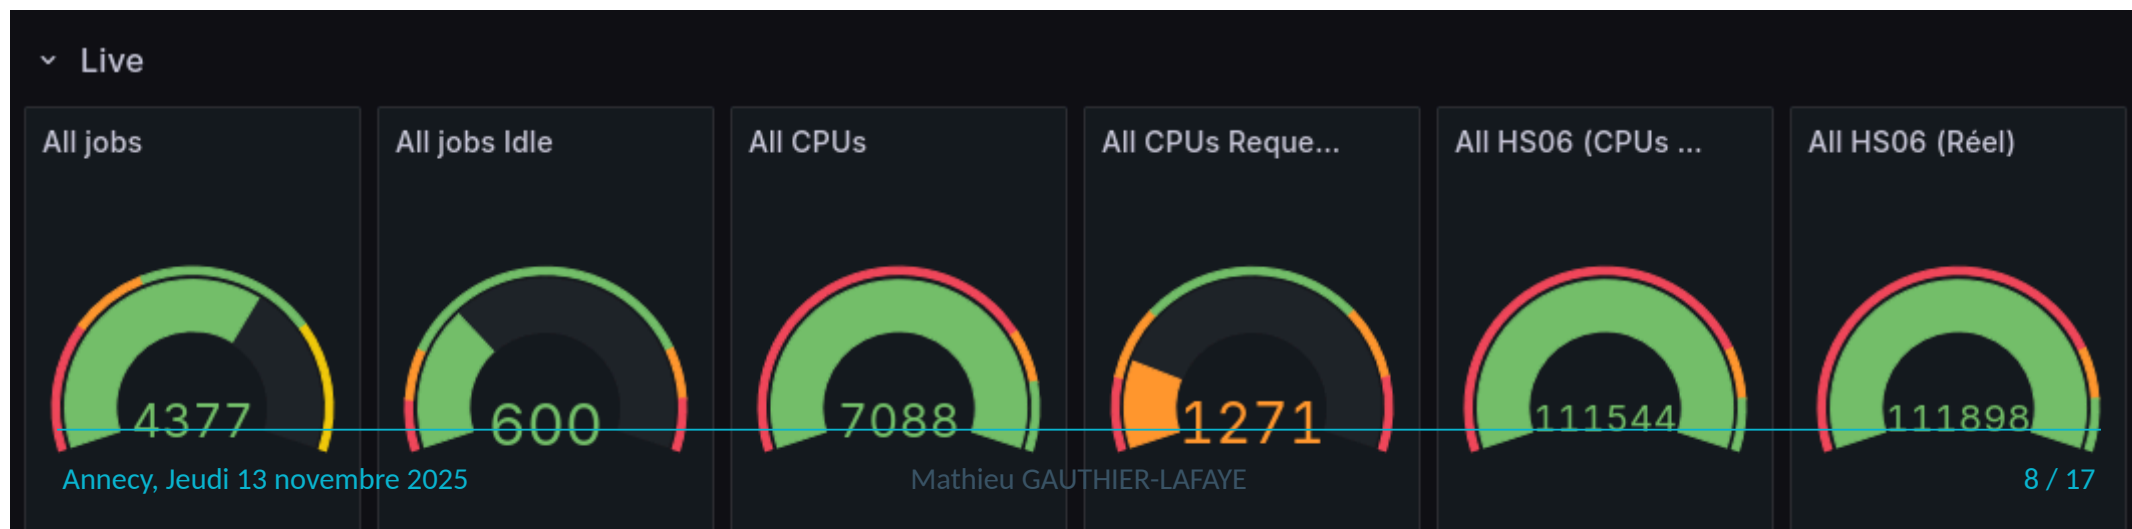 Live
All jobs
All jobs Idle
All CPUs
All CPUs Reque...
All HS06 (CPUs ...
All HS06 (Réel)
4377
600
7088
1271
111544
111898
Annecy, Jeudi 13 novembre 2025
Mathieu GAUTHIER-LAFAYE
8 / 17